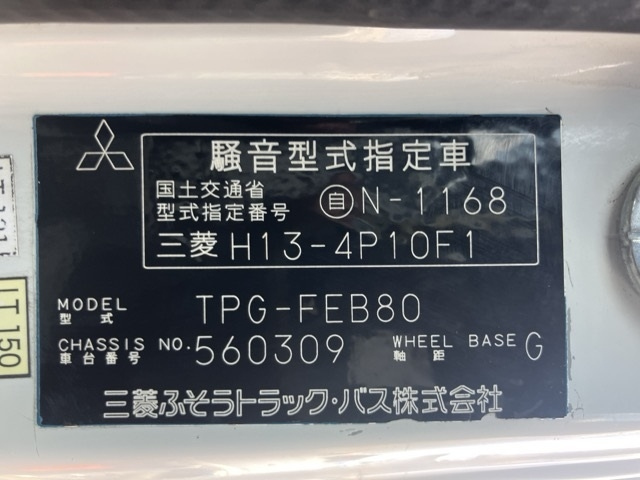 騒音型式指定車
国土交通省
型式指定番号 自N-1168
三菱 H13-4P10F1
MODEL 型式 TPG-FEB80
CHASSIS NO. 車台番号 560309 WHEEL BASE 軸距 G
三菱ふそうトラック・バス株式会社
T 150